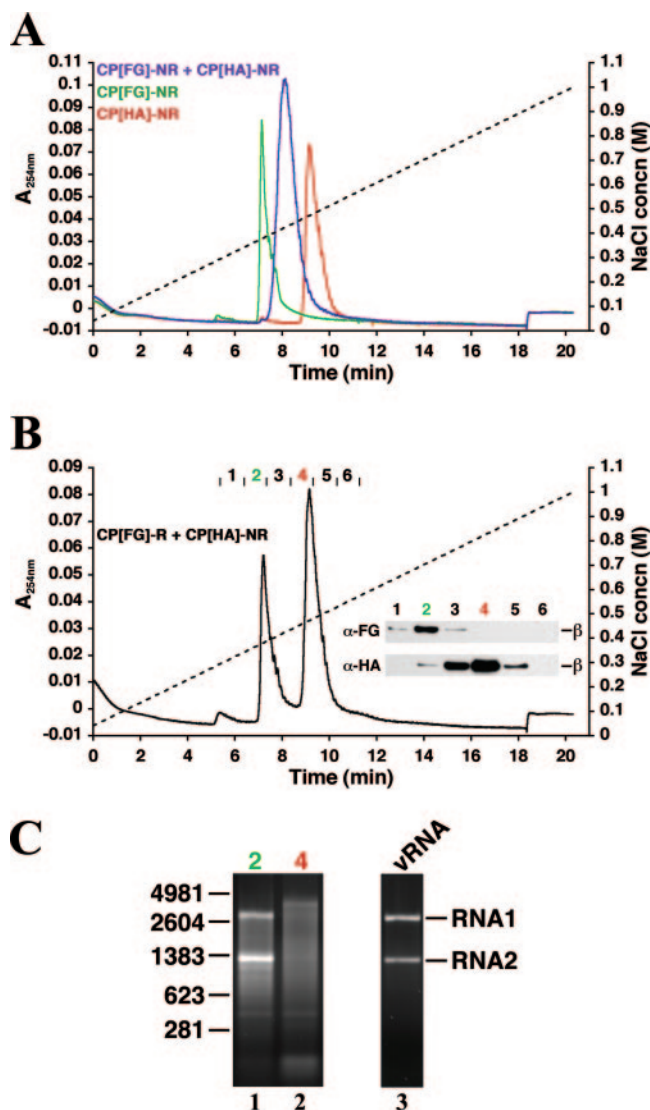 A
CP[FG]-NR + CP[HA]-NR
CP[FG]-NR
CP[HA]-NR
0.11
0.1
0.09
0.08
0.07
0.06
0.05
0.04
0.03
0.02
0.01
0
-0.01
A254nm
1.1
1
0.9
0.8
0.7
0.6
0.5
0.4
0.3
0.2
0.1
0
NaCl concn (M)
0 2 4 6 8 10 12 14 16 18 20
Time (min)
B
CP[FG]-R + CP[HA]-NR
1 2 3 4 5 6
0.09
0.08
0.07
0.06
0.05
0.04
0.03
0.02
0.01
0
-0.01
A254nm
1 2 3 4 5 6
α-FG –β
α-HA –β
1.1
1
0.9
0.8
0.7
0.6
0.5
0.4
0.3
0.2
0.1
0
NaCl concn (M)
0 2 4 6 8 10 12 14 16 18 20
Time (min)
C
2 4 vRNA
4981
2604
1383
623
281
RNA1
RNA2
1 2 3